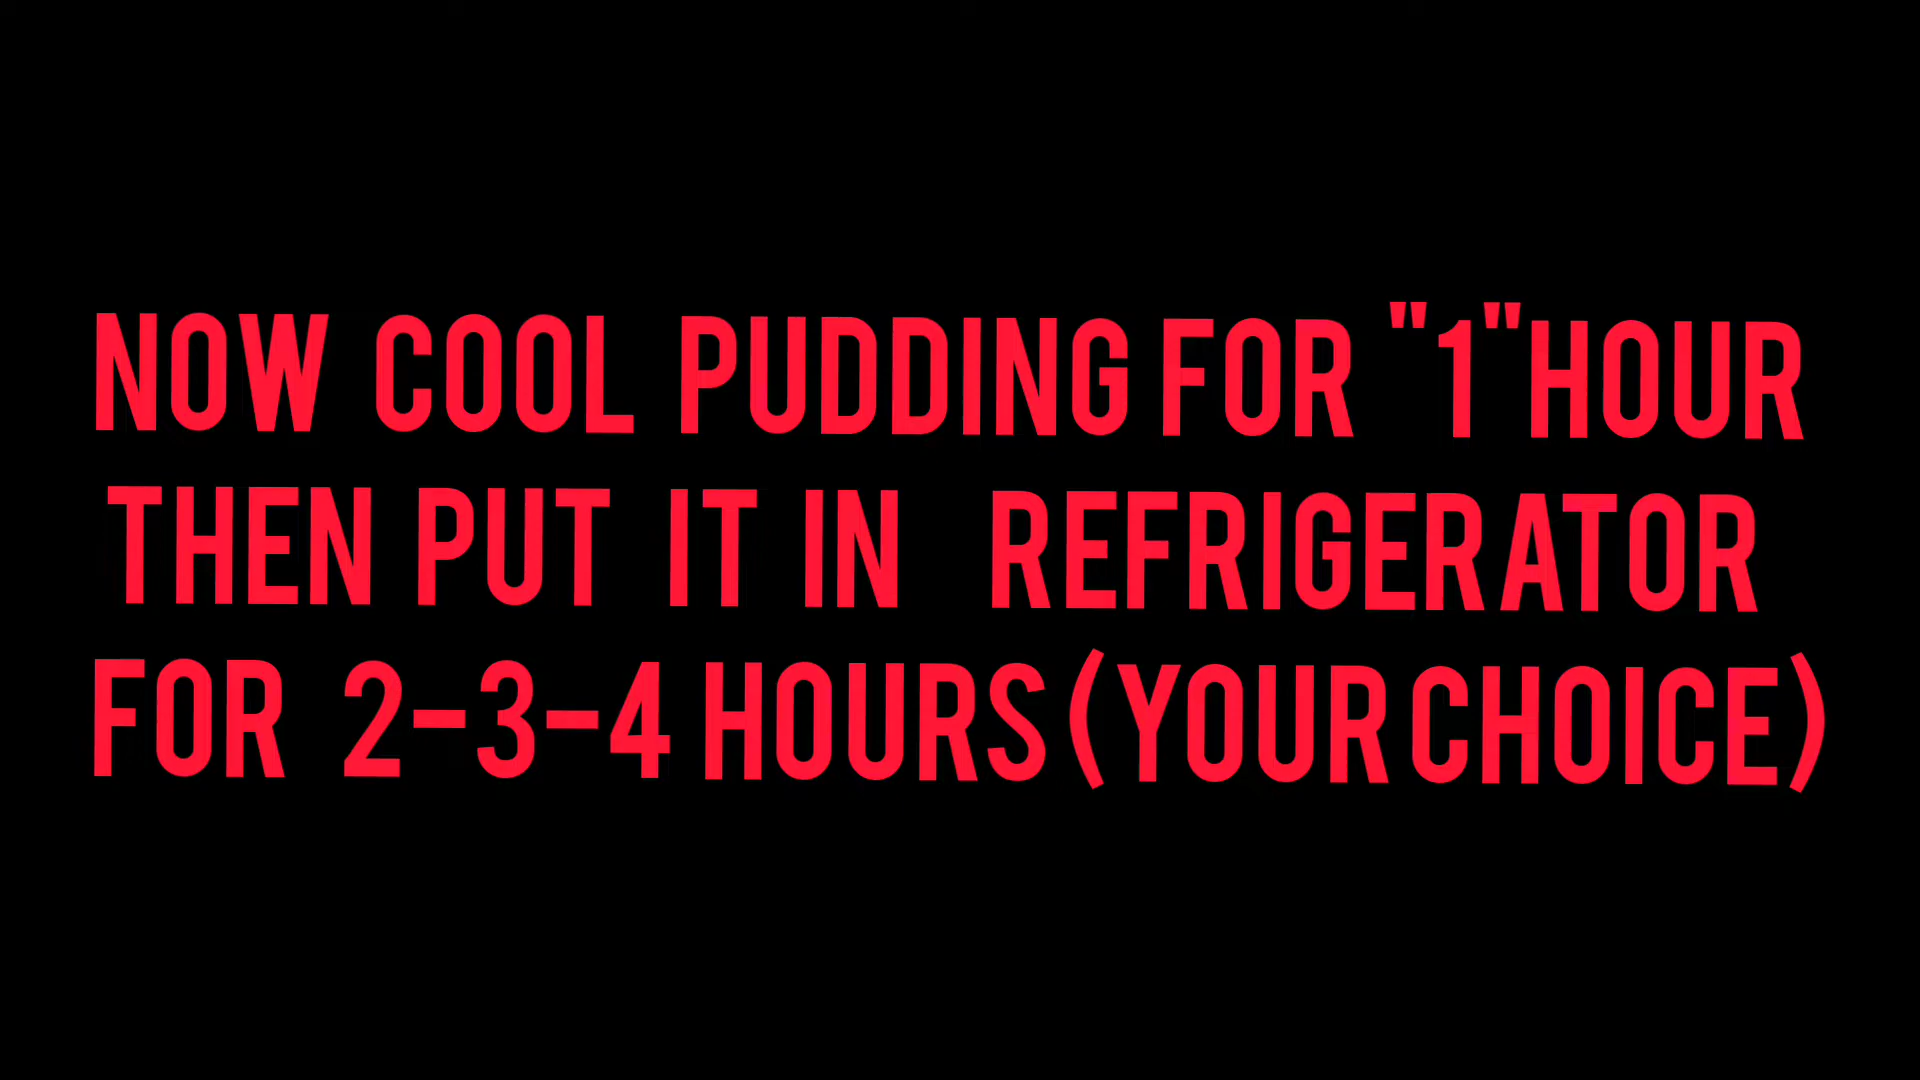 NOW COOL PUDDING FOR "1"HOUR
THEN PUT IT IN REFRIGERATOR
FOR 2-3-4 HOURS(YOUR CHOICE)